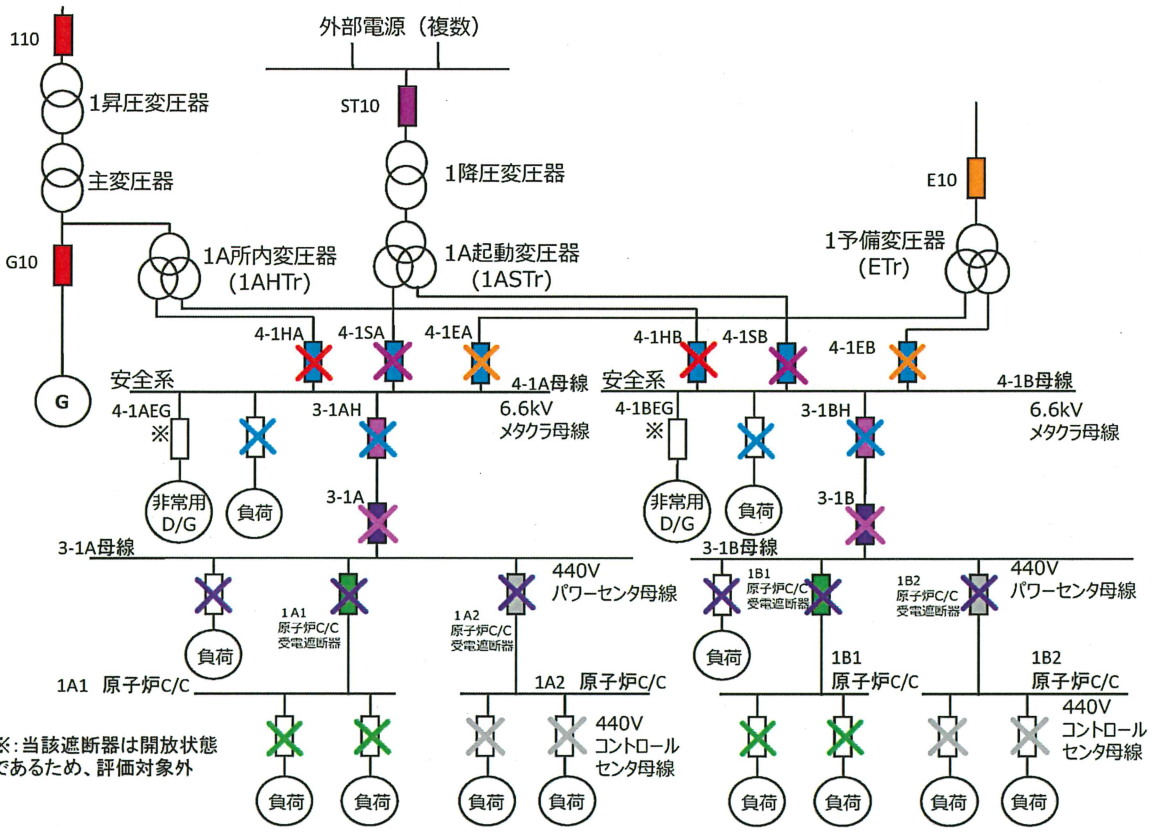 110
1昇圧変圧器
主変圧器
G10
G
外部電源（複数）
ST10
1降圧変圧器
1A起動変圧器
(1ASTr)
1A所内変圧器
(1AHTr)
E10
1予備変圧器
(ETr)
4-1HA
4-1SA
4-1EA
4-1HB
4-1SB
4-1EB
安全系
4-1A母線
6.6kV
メタクラ母線
4-1AEG
※
3-1AH
非常用
D/G
負荷
3-1A
安全系
4-1B母線
6.6kV
メタクラ母線
4-1BEG
※
3-1BH
非常用
D/G
負荷
3-1B
3-1A母線
440V
パワーセンタ母線
1A1
原子炉C/C
受電遮断器
1A2
原子炉C/C
受電遮断器
負荷
3-1B母線
440V
パワーセンタ母線
1B1
原子炉C/C
受電遮断器
1B2
原子炉C/C
受電遮断器
負荷
1A1 原子炉C/C
1A2 原子炉C/C
440V
コントロール
センタ母線
1B1
原子炉C/C
1B2
原子炉C/C
440V
コントロール
センタ母線
※:当該遮断器は開放状態
であるため、評価対象外
負荷
負荷
負荷
負荷
負荷
負荷
負荷
負荷